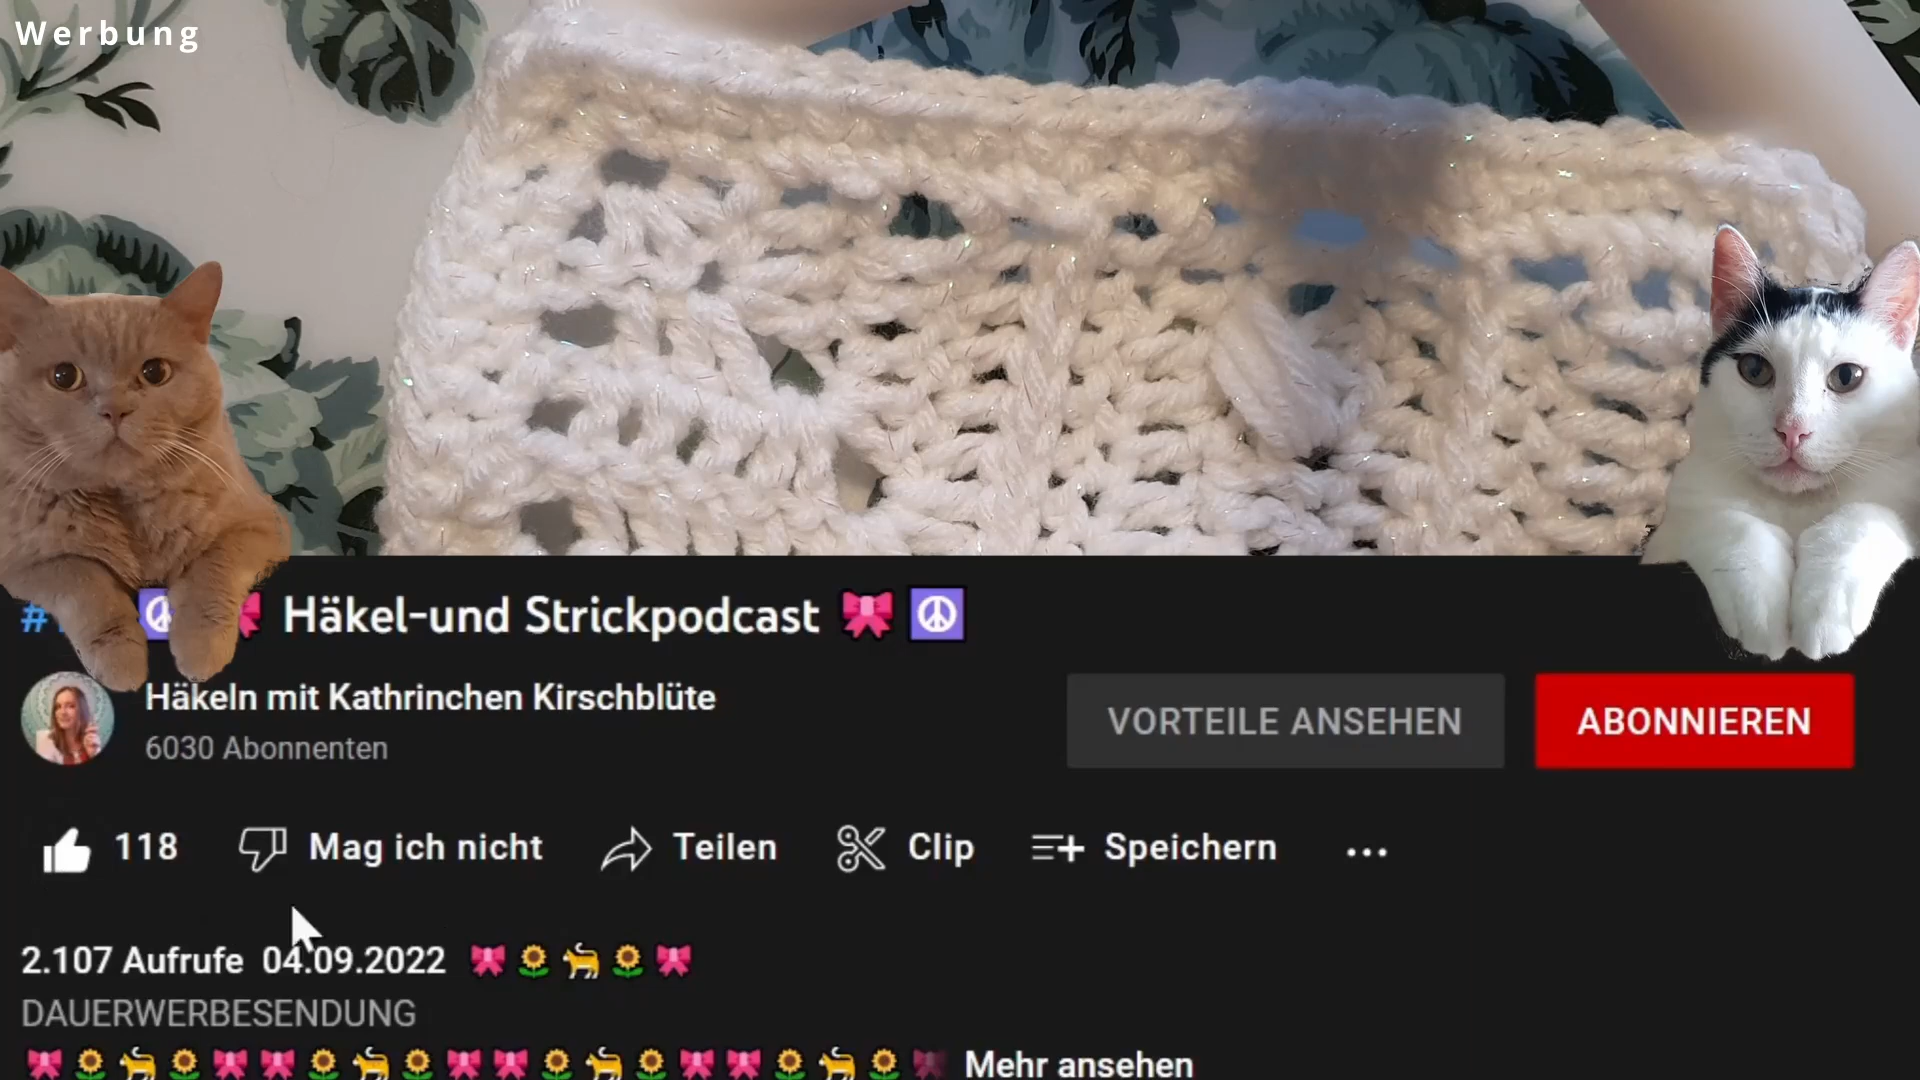 Werbung
# Häkel-und Strickpodcast
Häkeln mit Kathrinchen Kirschblüte
6030 Abonnenten
VORTEILE ANSEHEN
ABONNIEREN
118 Mag ich nicht Teilen Clip Speichern ...
2.107 Aufrufe 04.09.2022 🎀🌻🐈🌻🎀
DAUERWERBESENDUNG
🎀🌻🐈🌻🎀🎀🌻🐈🌻🎀🎀🌻🐈🌻🎀🎀🌻🐈🌻🎀 Mehr ansehen